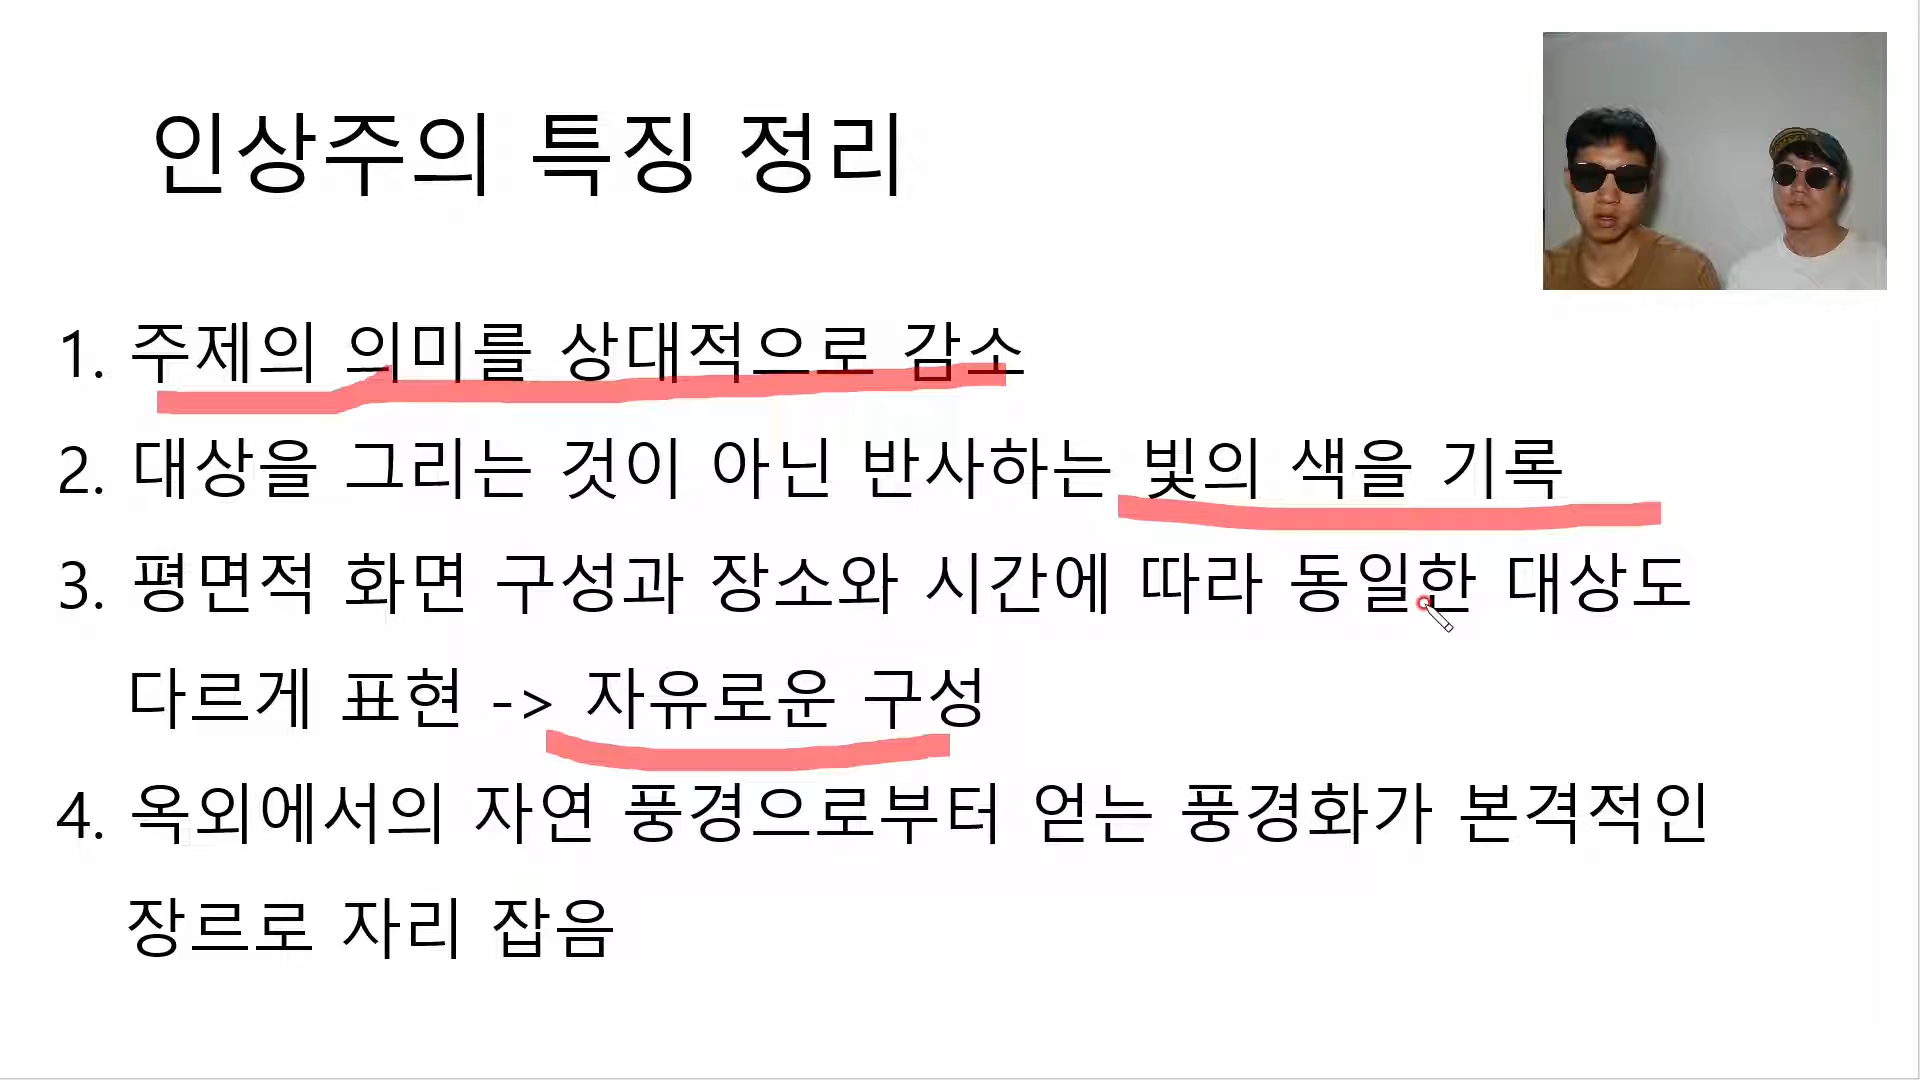 인상주의 특징 정리
1. 주제의 의미를 상대적으로 감소
2. 대상을 그리는 것이 아닌 반사하는 빛의 색을 기록
3. 평면적 화면 구성과 장소와 시간에 따라 동일한 대상도
다르게 표현 -> 자유로운 구성
4. 옥외에서의 자연 풍경으로부터 얻는 풍경화가 본격적인
장르로 자리 잡음